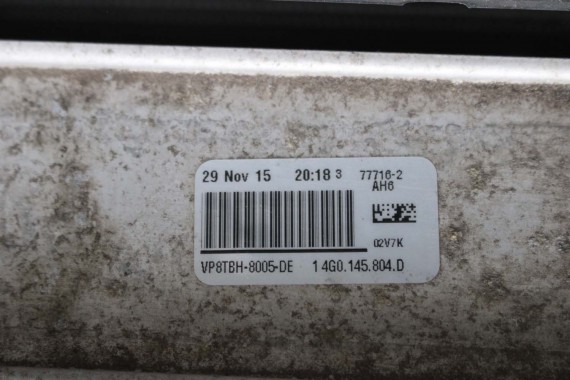 29 Nov 15 20:18 3 77716-2
AH6
02V7K
VP8TBH-8005-DE 1 4G0.145.804.D